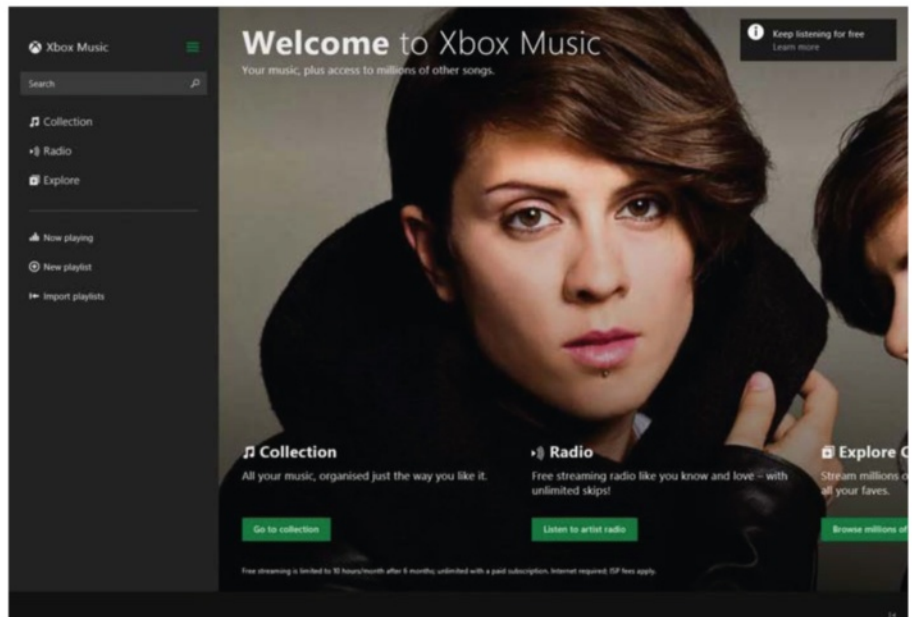 Xbox Music
Search
Collection
Radio
Explore
Now playing
New playlist
Import playlists
Welcome to Xbox Music
Your music, plus access to millions of other songs.
Keep listening for free
Learn more
Collection
All your music, organised just the way you like it.
Go to collection
Radio
Free streaming radio like you know and love – with
unlimited skips!
Listen to artist radio
Explore
Stream millions
all your faves.
Browse millions of
Free streaming is limited to 10 hours/month after 6 months; unlimited with a paid subscription. Internet required; ISP fees apply.